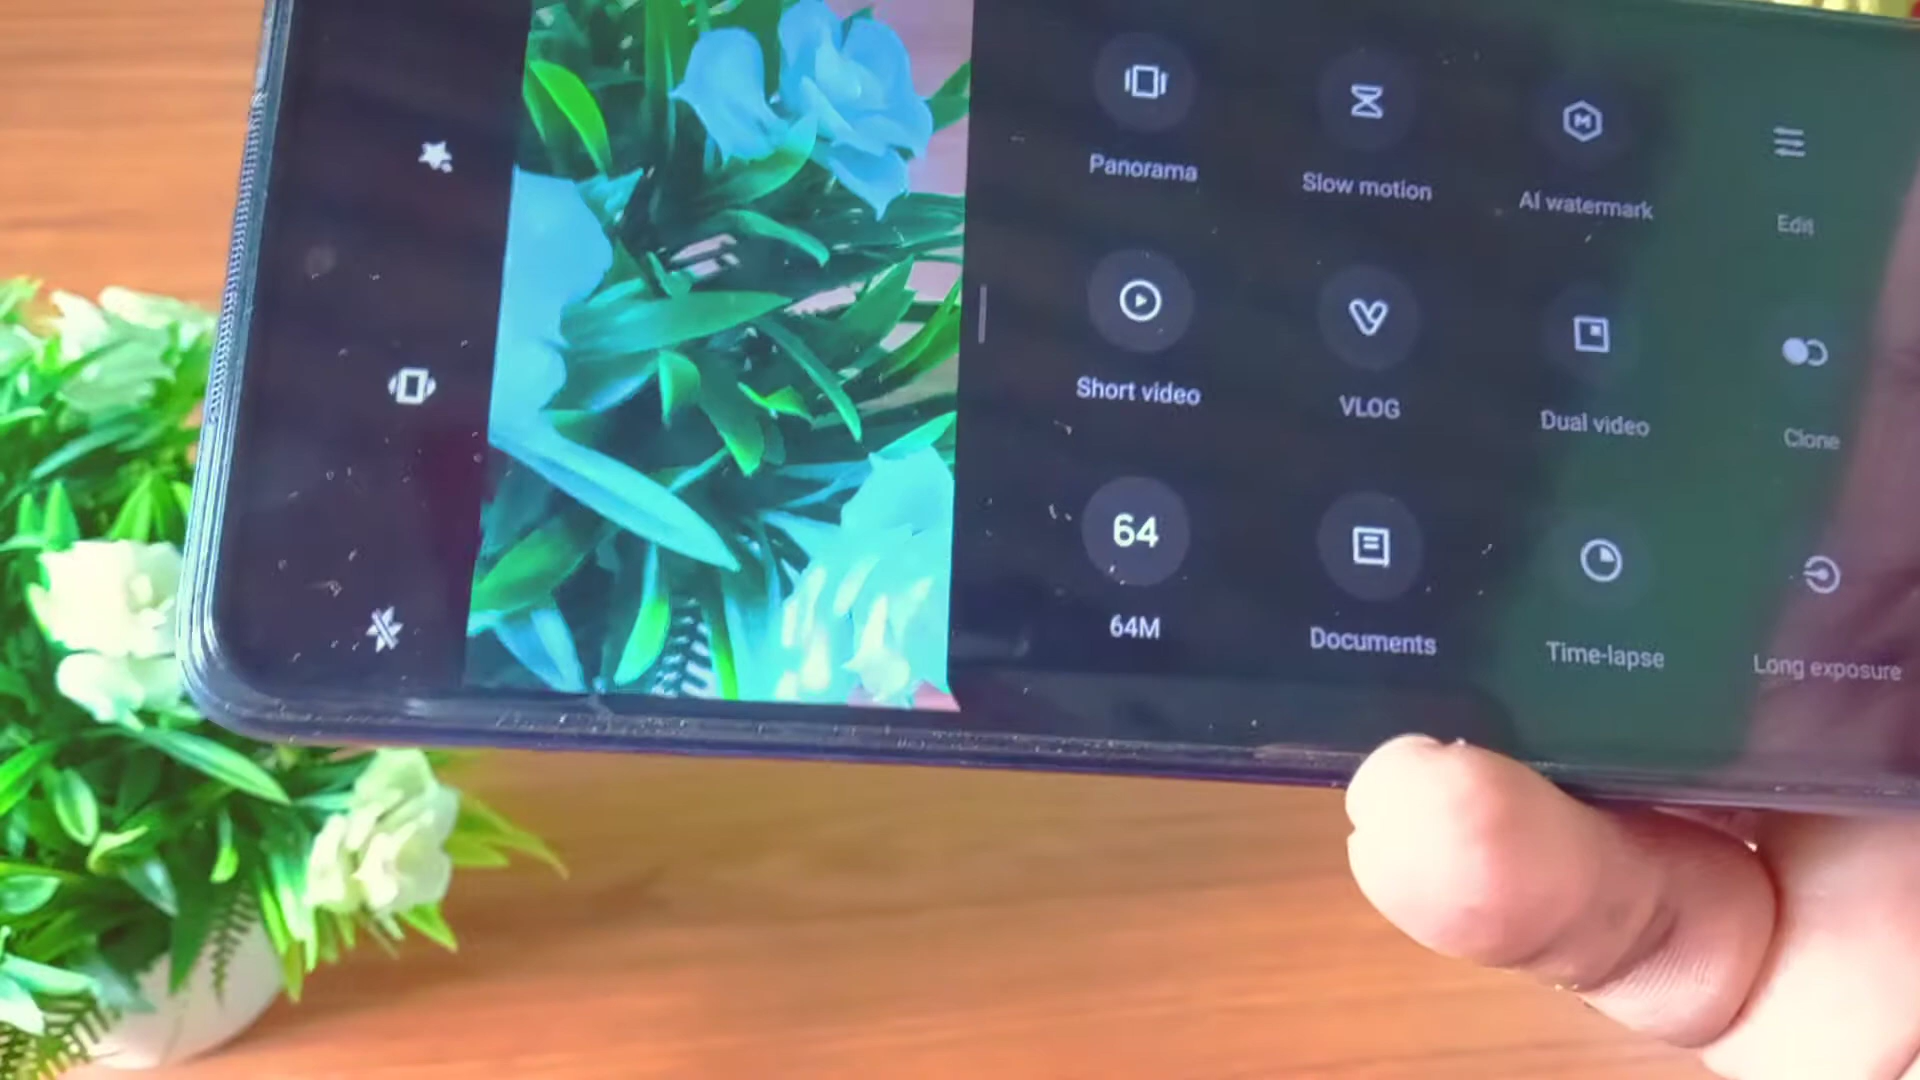 Panorama
Slow motion
AI watermark
Edit
Short video
VLOG
Dual video
Clone
64
64M
Documents
Time-lapse
Long exposure